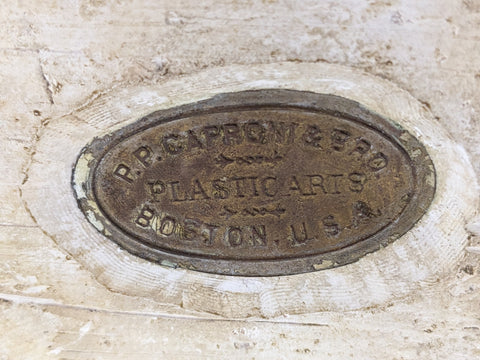 P.P. CAPRONI & BRO.
PLASTIC ARTS
BOSTON, U.S.A.